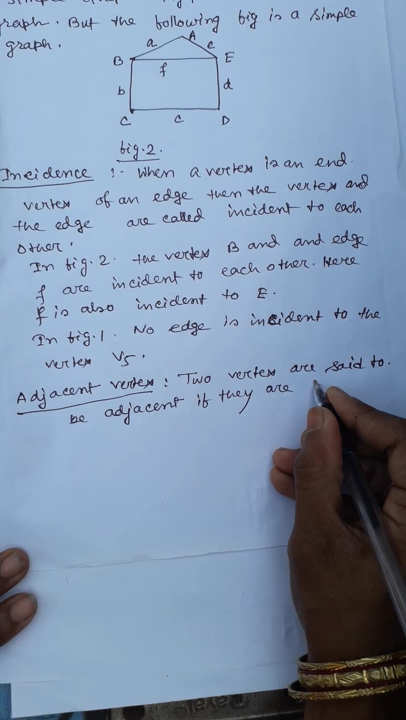 graph. But the following fig is a simple
graph.
A
a
e
B
E
f
b
d
C
c
D
fig.2.
Incidence :- When a vertex is an end
vertex of an edge then the vertex and
the edge are called incident to each
other.
In fig.2. the vertex B and and edge
f are incident to each other. Here
f is also incident to E.
In fig.1. No edge is incident to the
vertex V5.
Adjacent vertex : Two vertex are said to.
be adjacent if they are